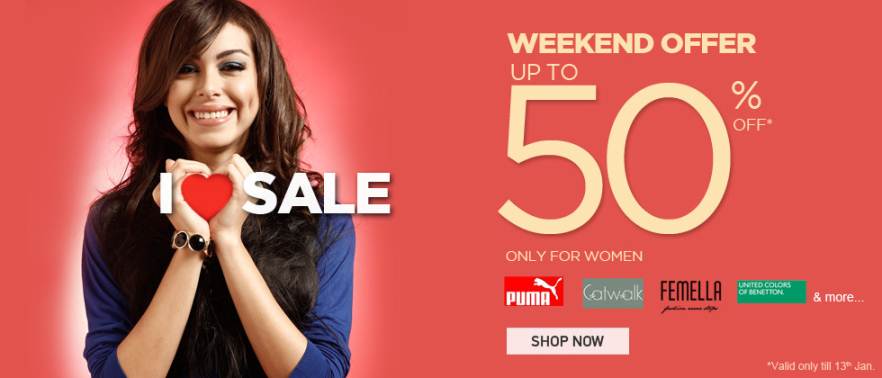 I ❤ SALE
WEEKEND OFFER
UP TO
50%
OFF*
ONLY FOR WOMEN
PUMA Catwalk FEMELLA UNITED COLORS
OF BENETTON. & more...
fashion never stops
SHOP NOW
*Valid only till 13th Jan.